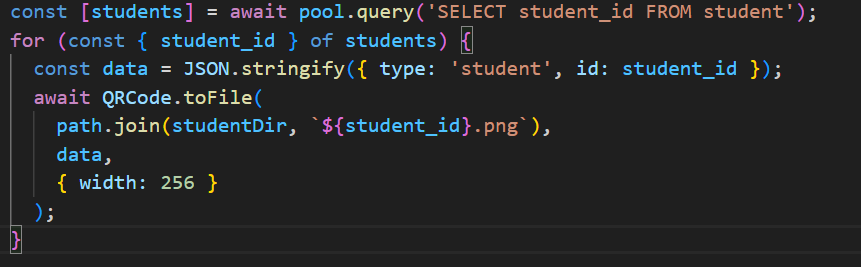 const [students] = await pool.query('SELECT student_id FROM student');
for (const { student_id } of students) {
  const data = JSON.stringify({ type: 'student', id: student_id });
  await QRCode.toFile(
    path.join(studentDir, `${student_id}.png`),
    data,
    { width: 256 }
  );
}